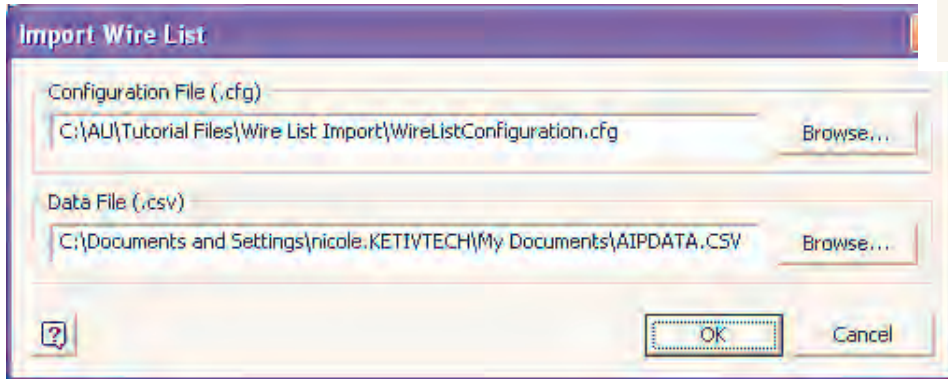 Import Wire List
Configuration File (.cfg)
C:\AU\Tutorial Files\Wire List Import\WireListConfiguration.cfg Browse...
Data File (.csv)
C:\Documents and Settings\nicole.KETIVTECH\My Documents\AIPDATA.CSV Browse...
? OK Cancel